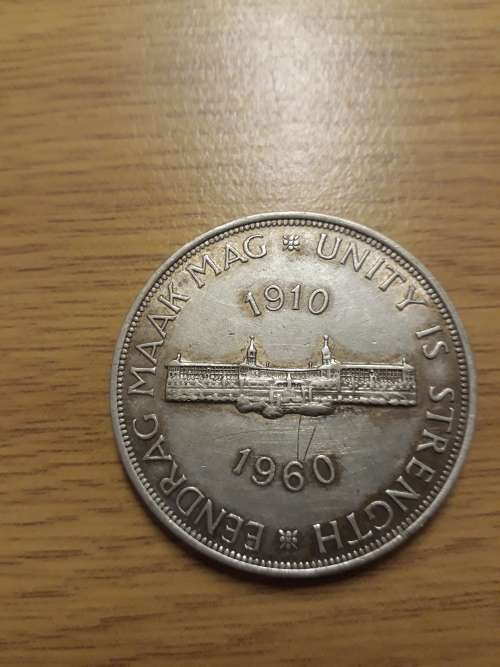 EENDRAG MAAK MAG
UNITY IS STRENGTH
1910
1960